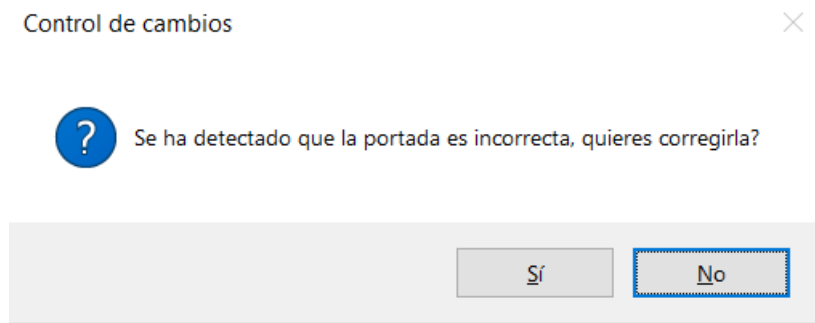 Control de cambios
Se ha detectado que la portada es incorrecta, quieres corregirla?
Sí
No